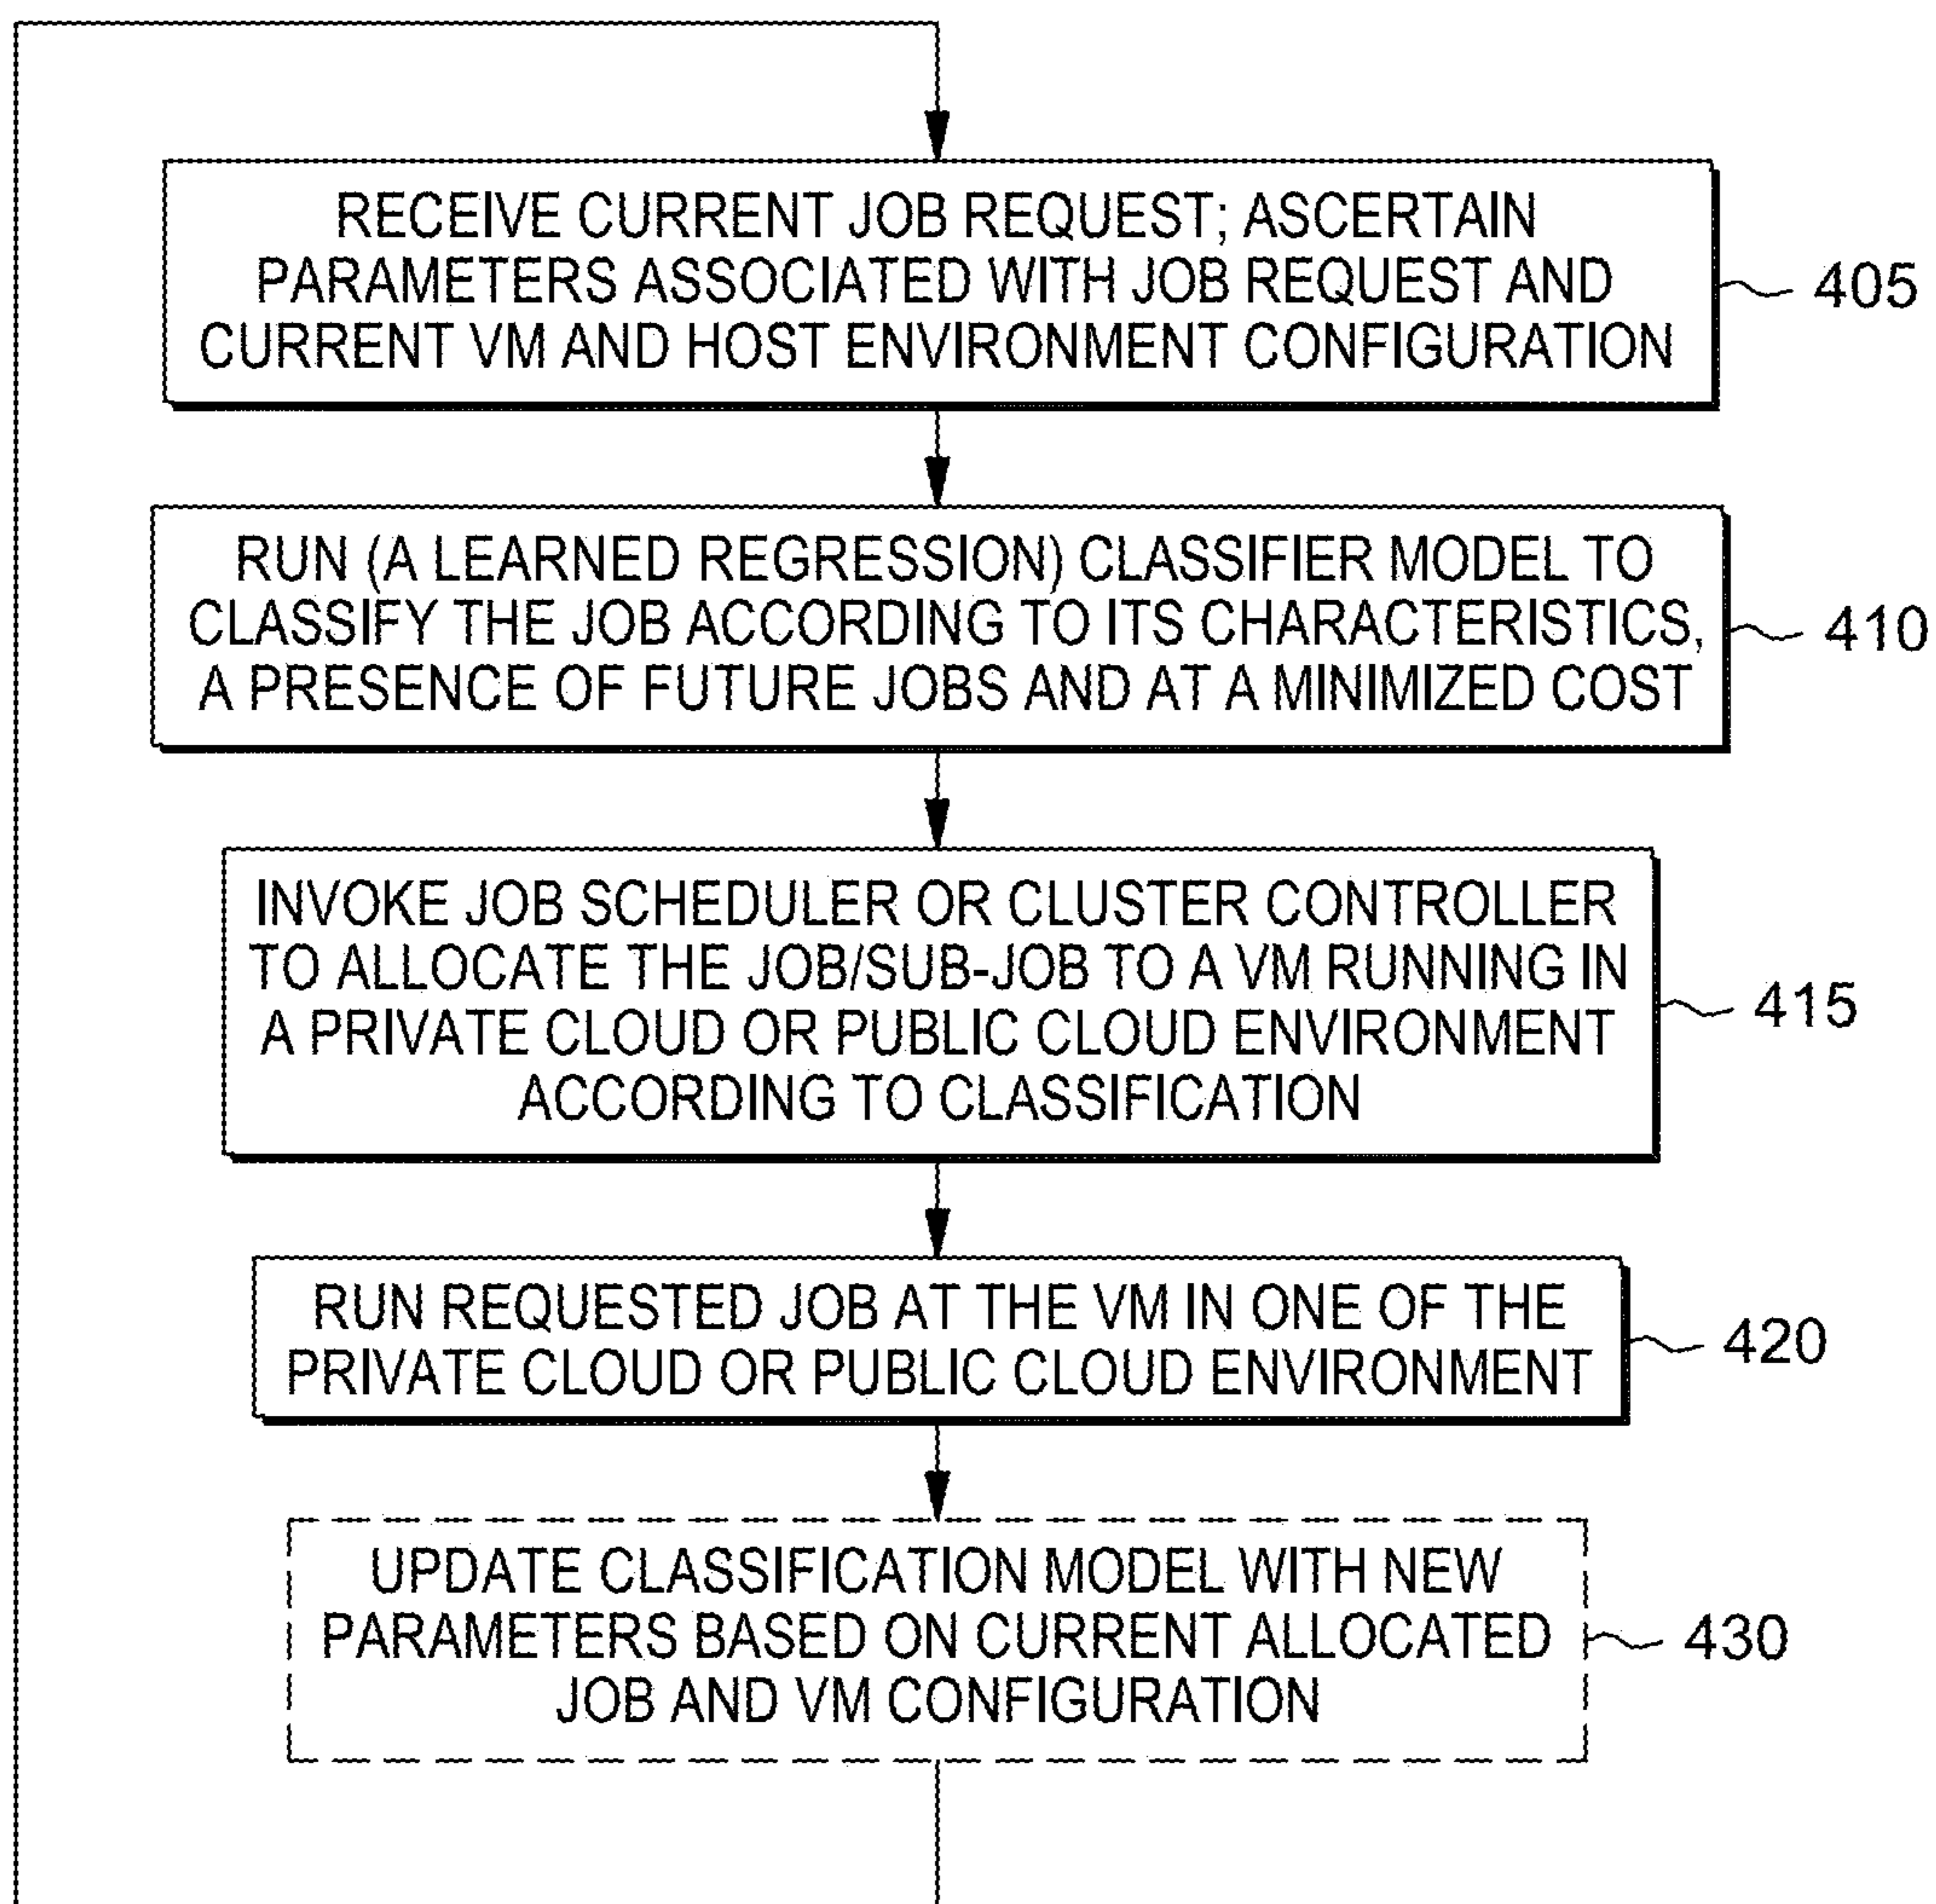 RECEIVE CURRENT JOB REQUEST; ASCERTAIN
PARAMETERS ASSOCIATED WITH JOB REQUEST AND
CURRENT VM AND HOST ENVIRONMENT CONFIGURATION
405
RUN (A LEARNED REGRESSION) CLASSIFIER MODEL TO
CLASSIFY THE JOB ACCORDING TO ITS CHARACTERISTICS,
A PRESENCE OF FUTURE JOBS AND AT A MINIMIZED COST
410
INVOKE JOB SCHEDULER OR CLUSTER CONTROLLER
TO ALLOCATE THE JOB/SUB-JOB TO A VM RUNNING IN
A PRIVATE CLOUD OR PUBLIC CLOUD ENVIRONMENT
ACCORDING TO CLASSIFICATION
415
RUN REQUESTED JOB AT THE VM IN ONE OF THE
PRIVATE CLOUD OR PUBLIC CLOUD ENVIRONMENT
420
UPDATE CLASSIFICATION MODEL WITH NEW
PARAMETERS BASED ON CURRENT ALLOCATED
JOB AND VM CONFIGURATION
430